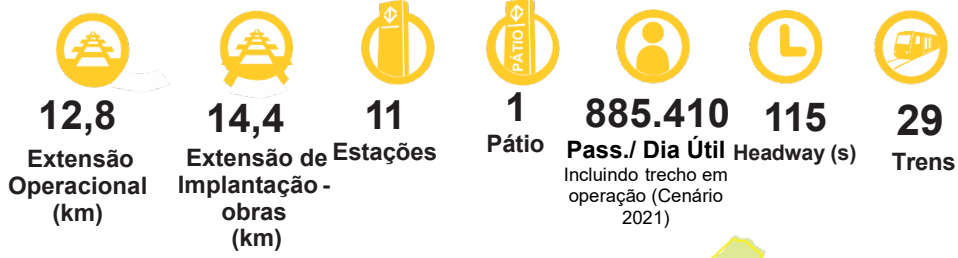 PÁTIO
12,8
Extensão
Operacional
(km)
14,4
Extensão de
Implantação -
obras
(km)
11
Estações
1
Pátio
885.410
Pass./ Dia Útil
Incluindo trecho em
operação (Cenário
2021)
115
Headway (s)
29
Trens